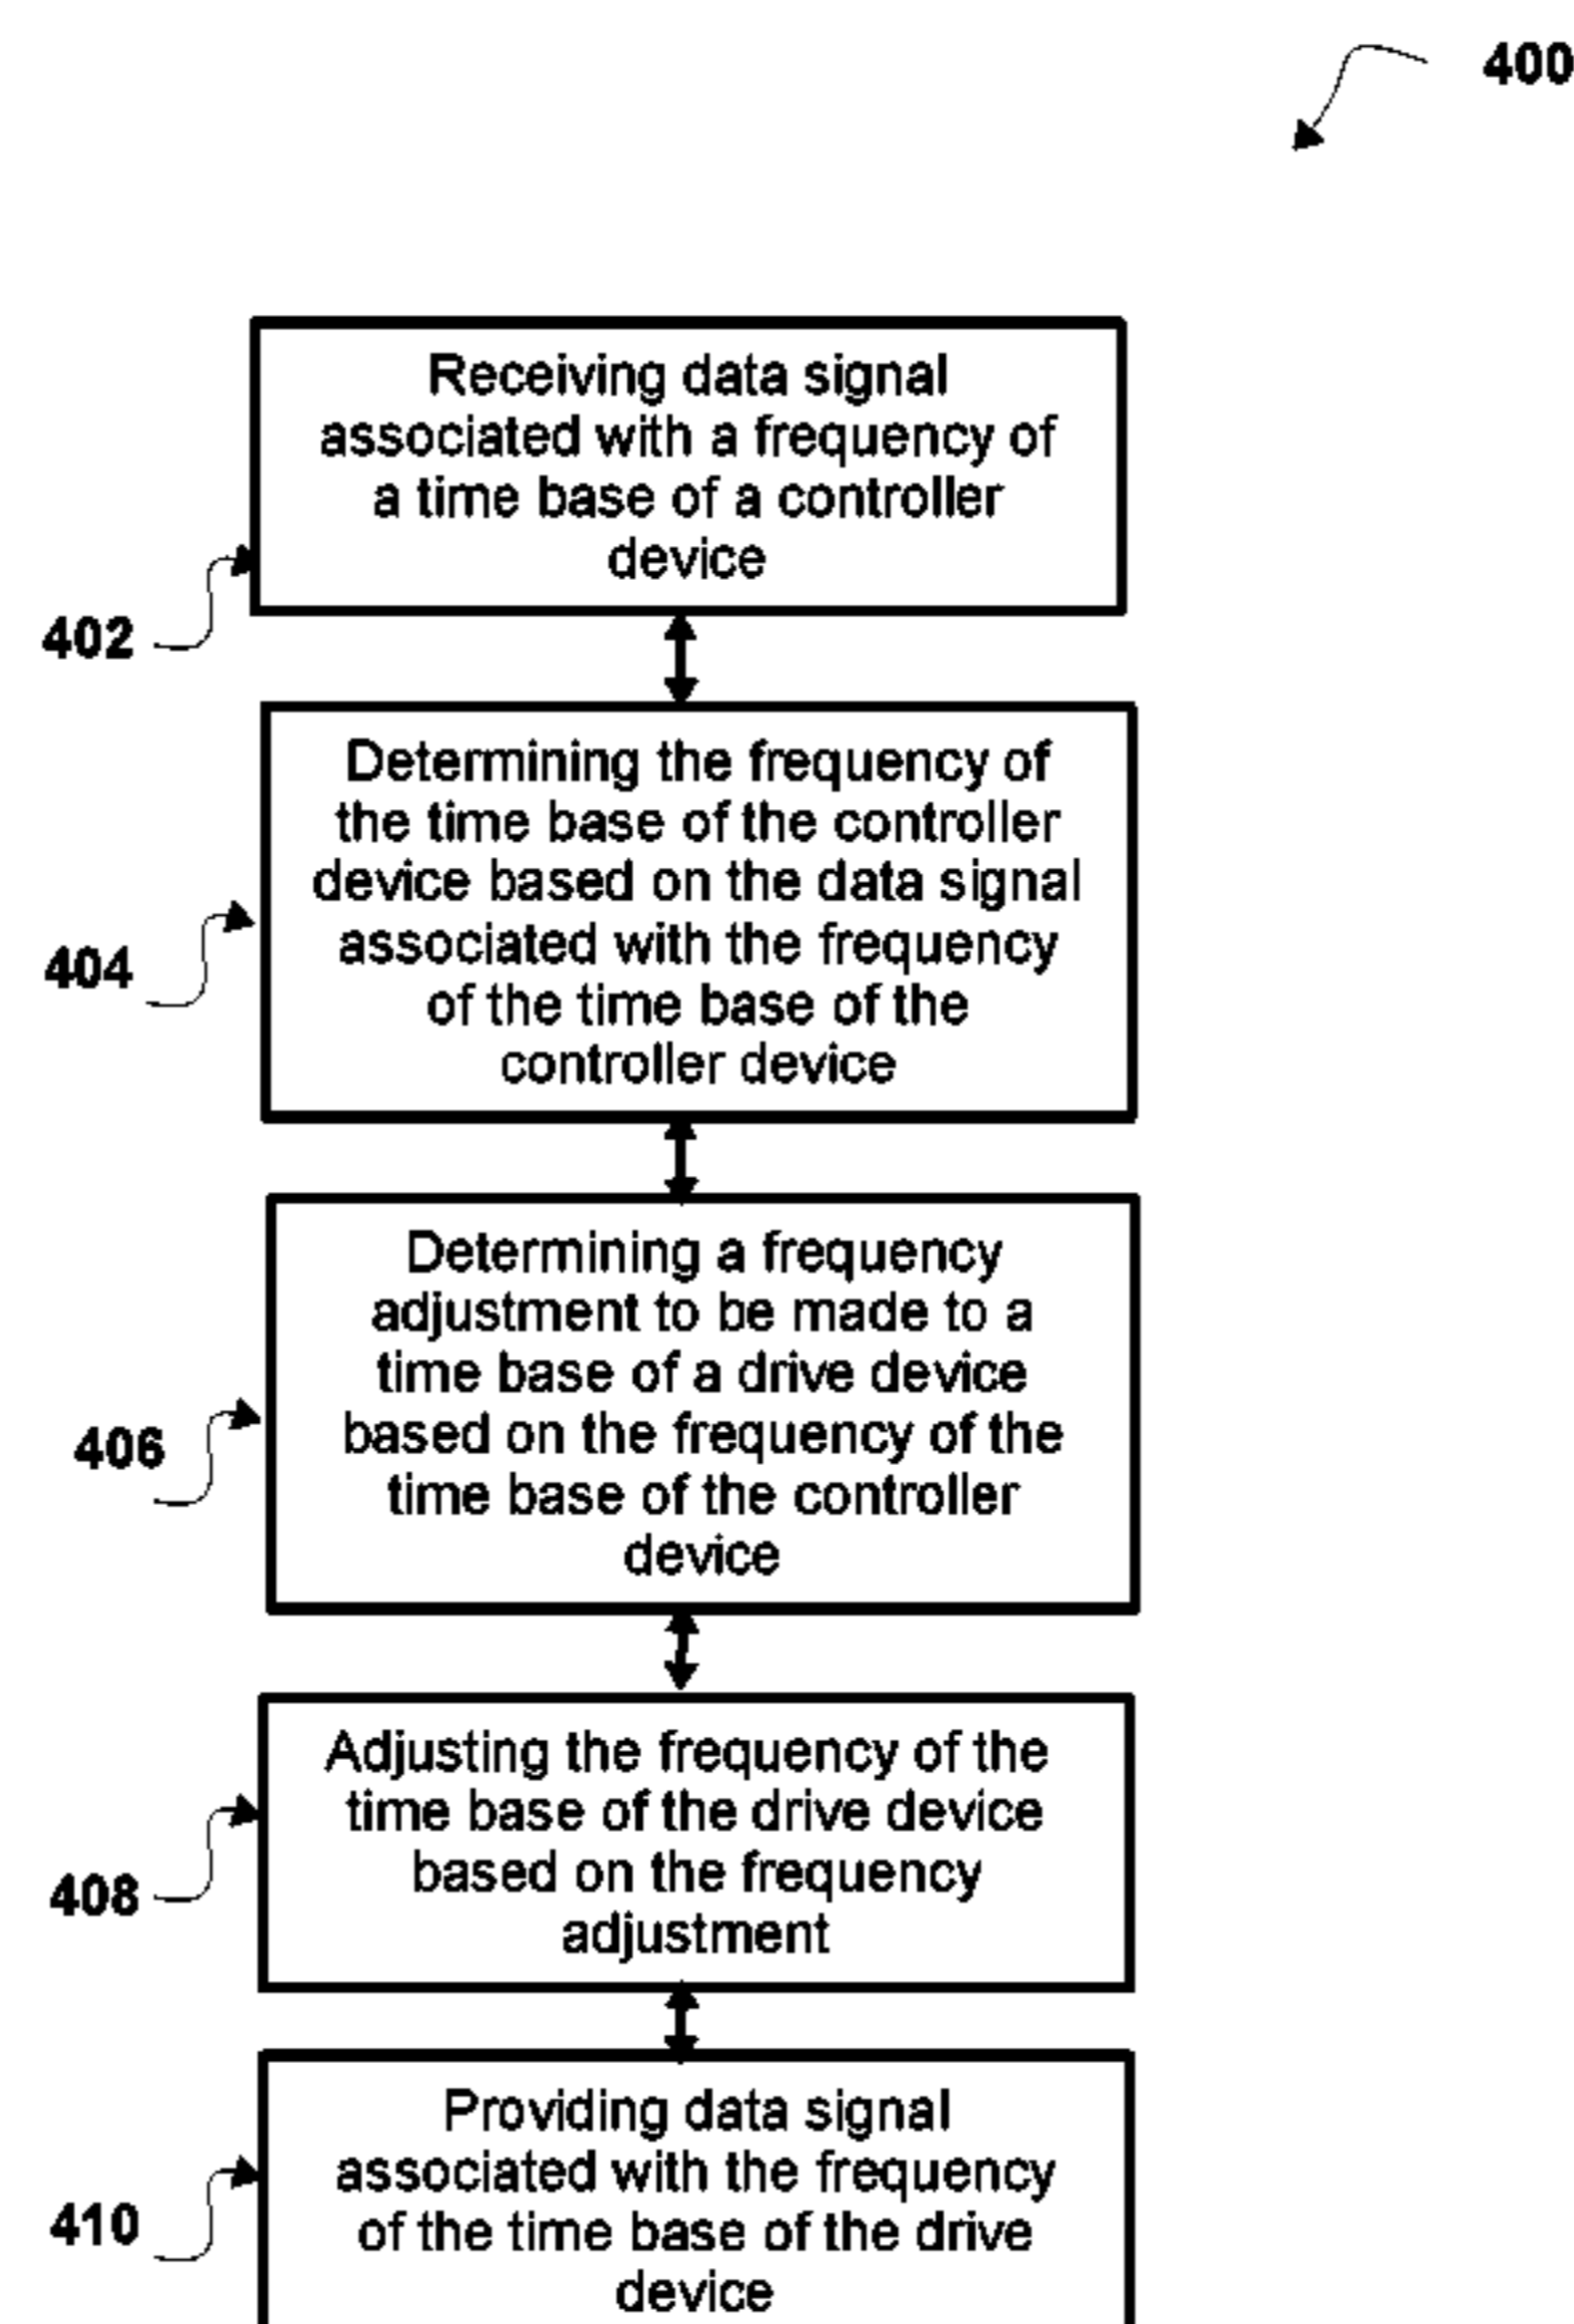 400
Receiving data signal
associated with a frequency of
a time base of a controller
device
402
Determining the frequency of
the time base of the controller
device based on the data signal
associated with the frequency
of the time base of the
controller device
404
Determining a frequency
adjustment to be made to a
time base of a drive device
based on the frequency of the
time base of the controller
device
406
Adjusting the frequency of the
time base of the drive device
based on the frequency
adjustment
408
Providing data signal
associated with the frequency
of the time base of the drive
device
410